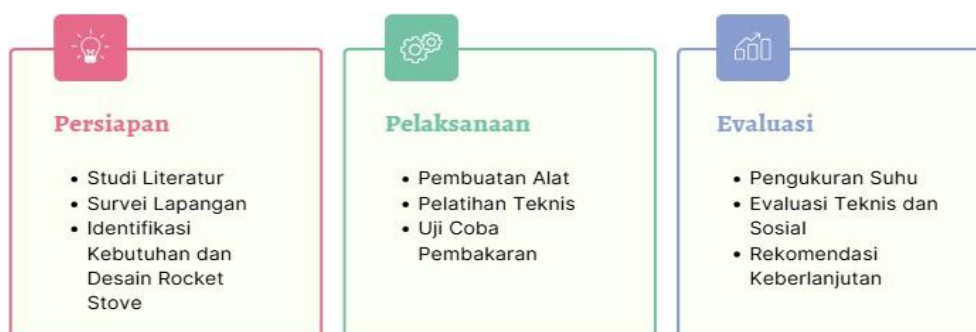 Persiapan
• Studi Literatur
• Survei Lapangan
• Identifikasi
Kebutuhan dan
Desain Rocket
Stove
Pelaksanaan
• Pembuatan Alat
• Pelatihan Teknis
• Uji Coba
Pembakaran
Evaluasi
• Pengukuran Suhu
• Evaluasi Teknis dan
Sosial
• Rekomendasi
Keberlanjutan